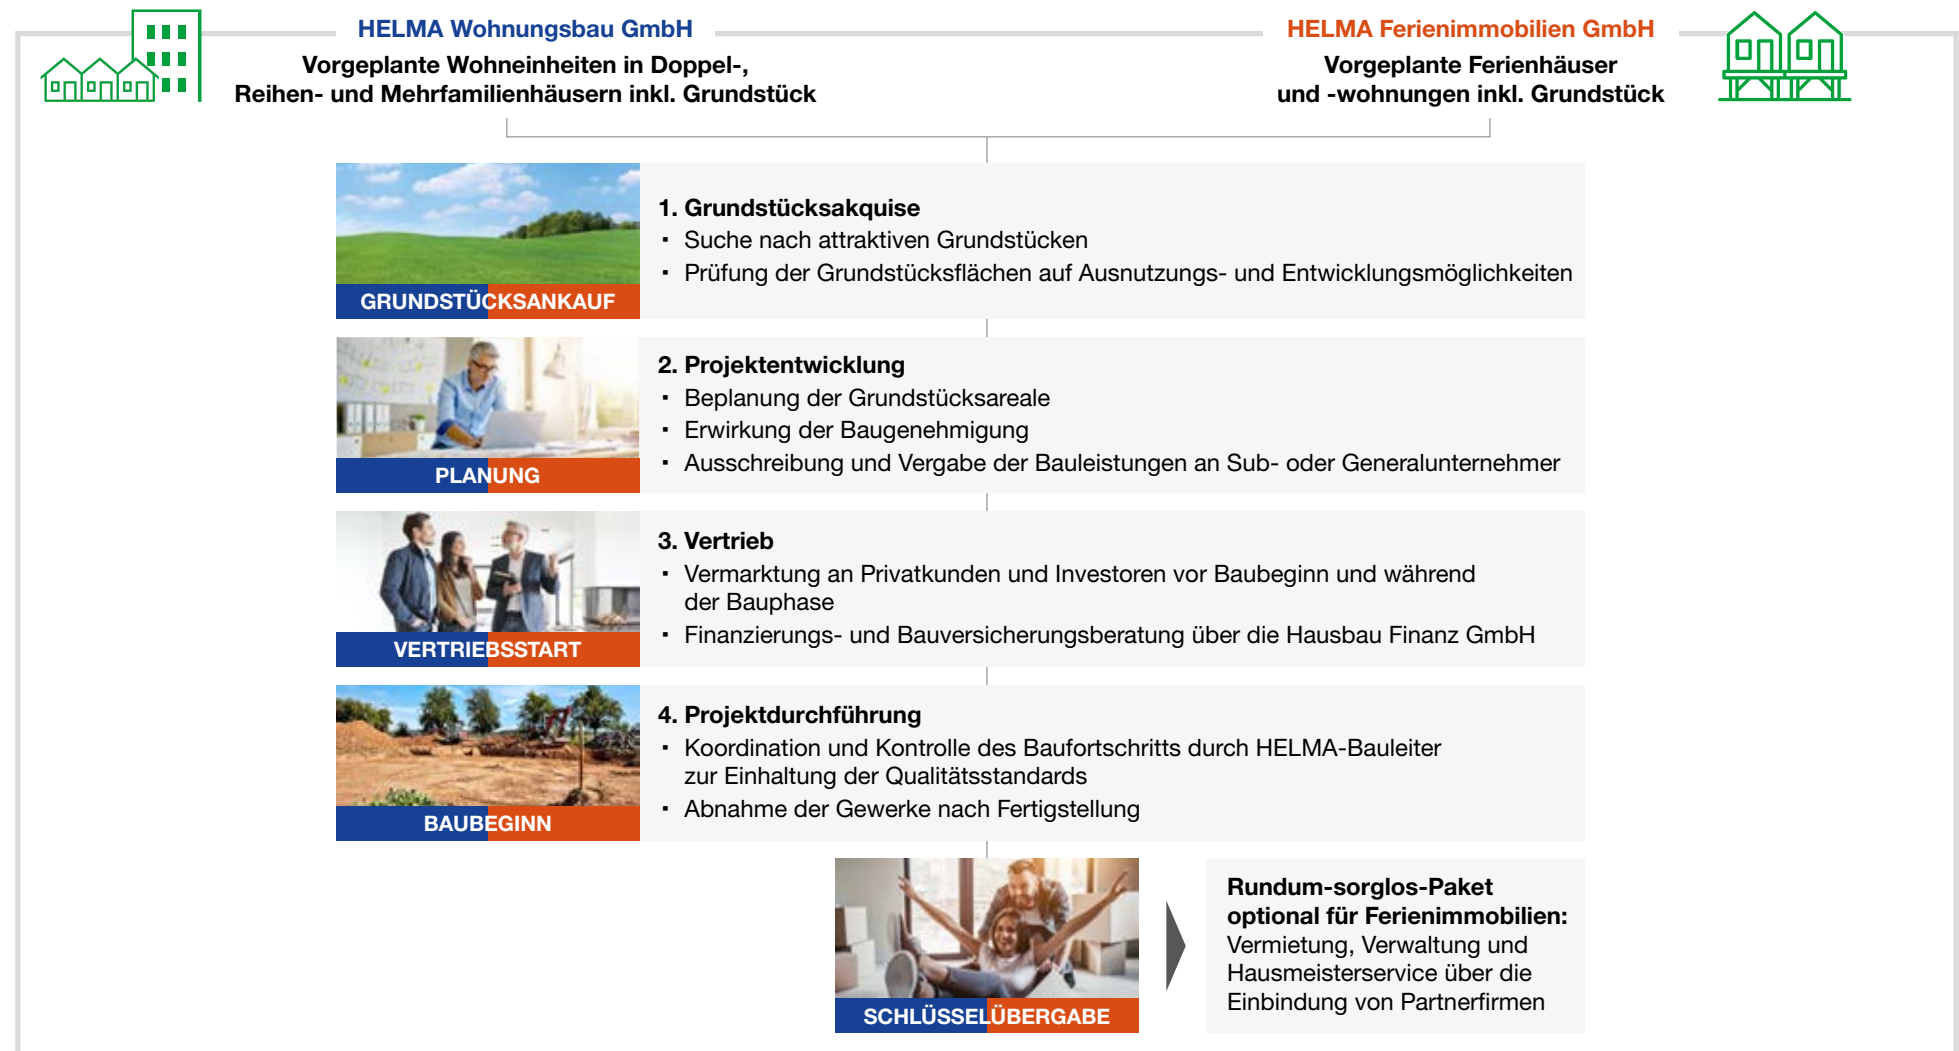 HELMA Wohnungsbau GmbH
Vorgeplante Wohneinheiten in Doppel-,
Reihen- und Mehrfamilienhäusern inkl. Grundstück
HELMA Ferienimmobilien GmbH
Vorgeplante Ferienhäuser
und -wohnungen inkl. Grundstück
GRUNDSTÜCKSANKAUF
1. Grundstücksakquise
▪ Suche nach attraktiven Grundstücken
▪ Prüfung der Grundstücksflächen auf Ausnutzungs- und Entwicklungsmöglichkeiten
PLANUNG
2. Projektentwicklung
▪ Beplanung der Grundstücksareale
▪ Erwirkung der Baugenehmigung
▪ Ausschreibung und Vergabe der Bauleistungen an Sub- oder Generalunternehmer
VERTRIEBSSTART
3. Vertrieb
▪ Vermarktung an Privatkunden und Investoren vor Baubeginn und während
der Bauphase
▪ Finanzierungs- und Bauversicherungsberatung über die Hausbau Finanz GmbH
BAUBEGINN
4. Projektdurchführung
▪ Koordination und Kontrolle des Baufortschritts durch HELMA-Bauleiter
zur Einhaltung der Qualitätsstandards
▪ Abnahme der Gewerke nach Fertigstellung
SCHLÜSSELÜBERGABE
Rundum-sorglos-Paket
optional für Ferienimmobilien:
Vermietung, Verwaltung und
Hausmeisterservice über die
Einbindung von Partnerfirmen